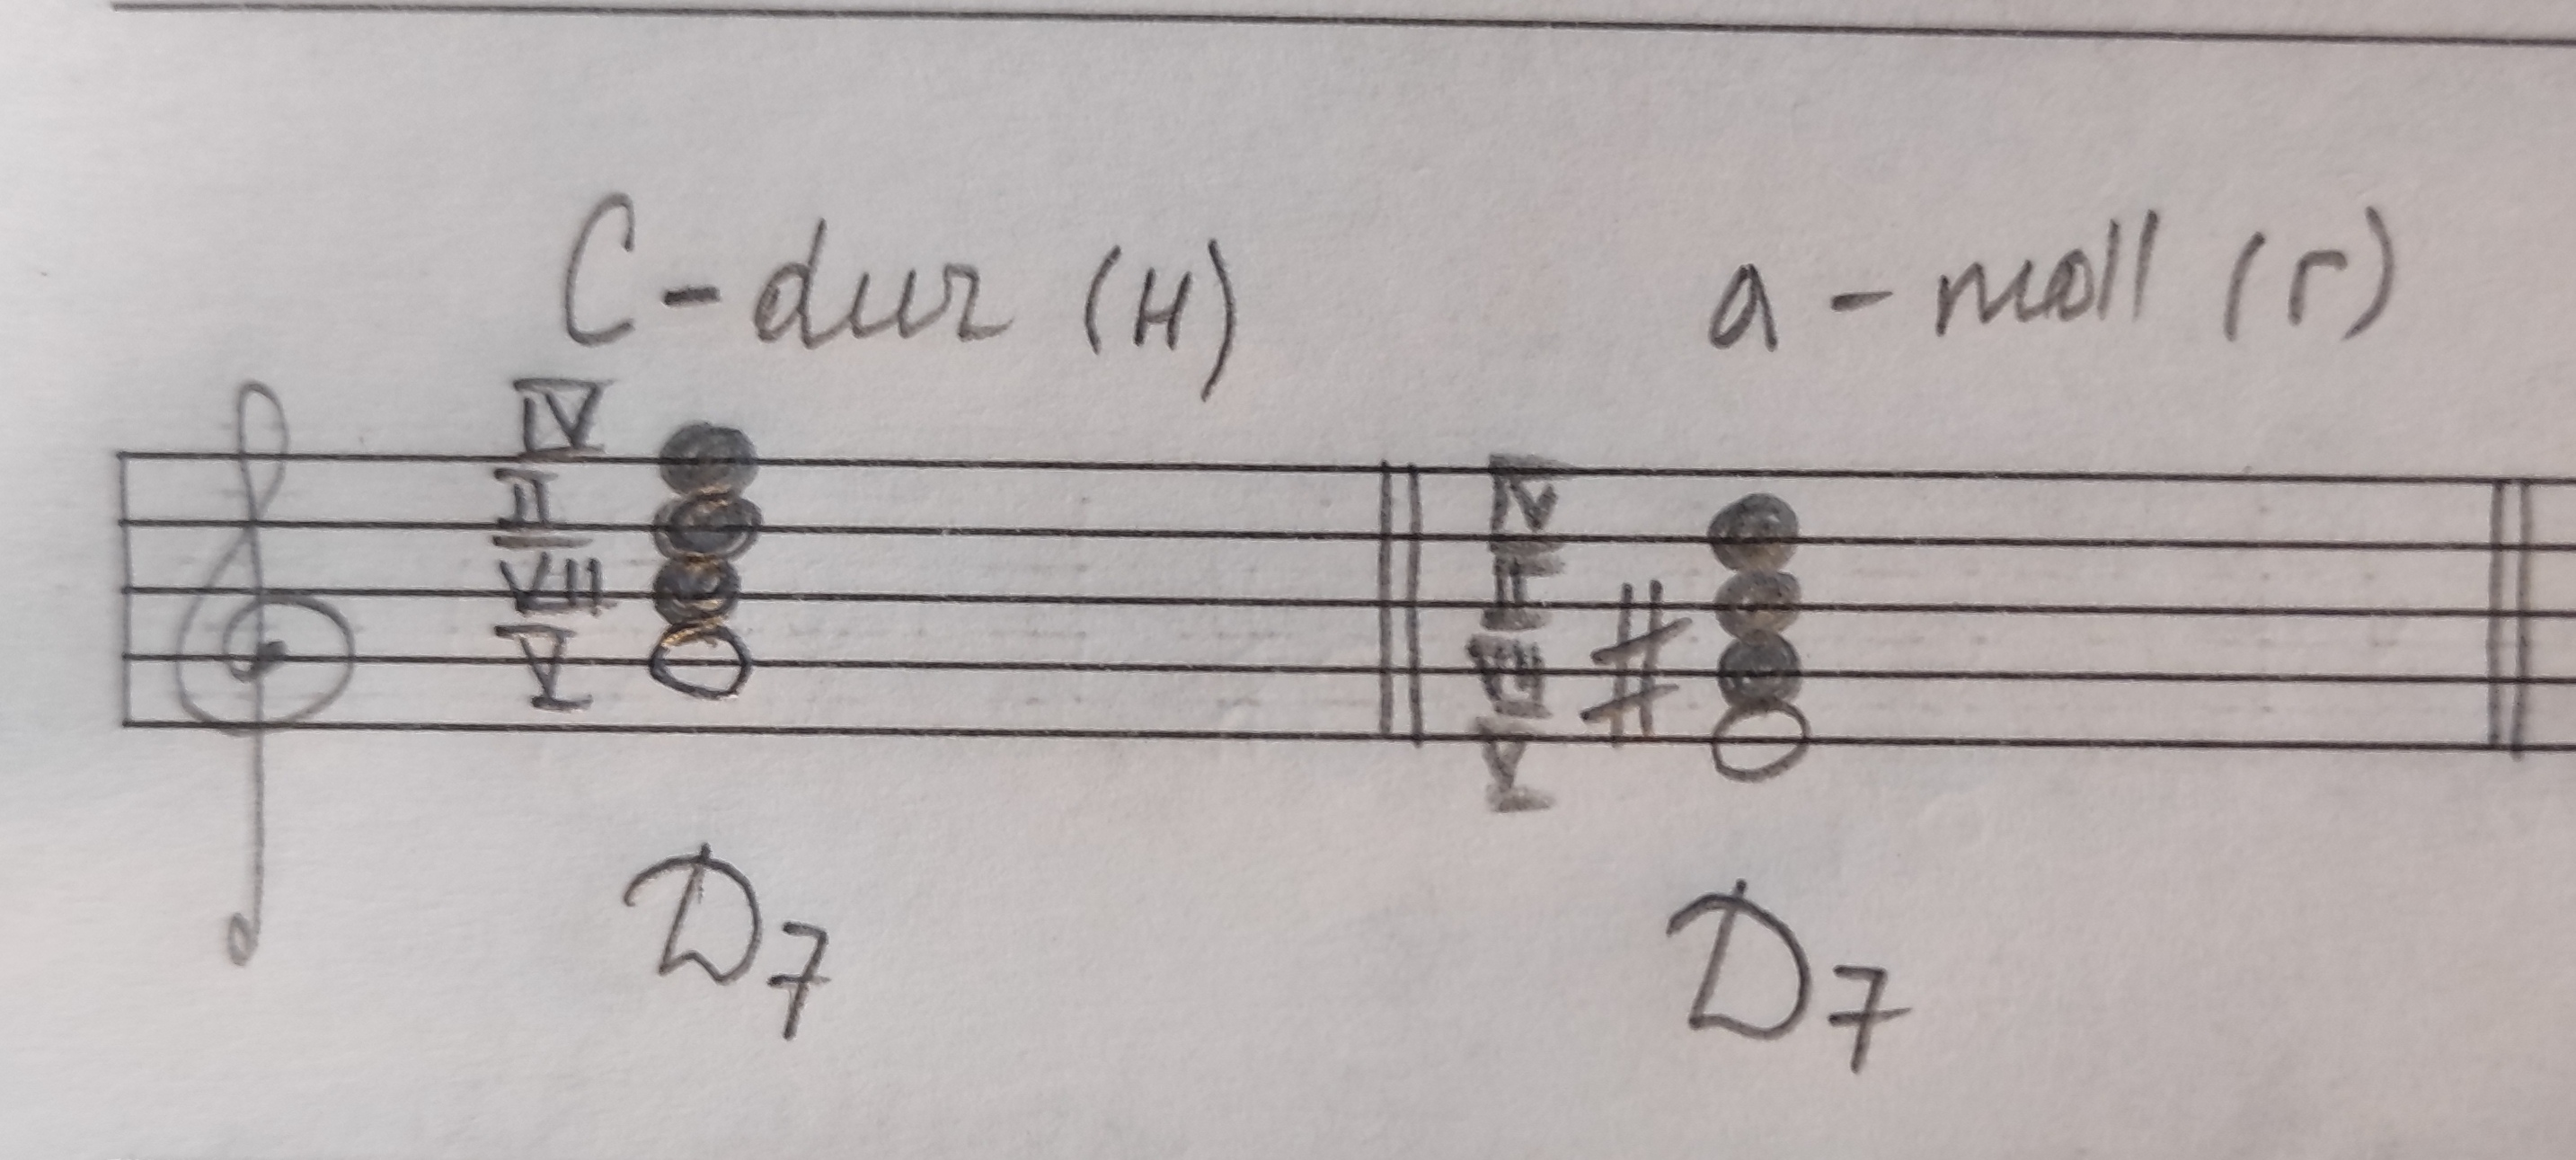 C-dur (н) a-moll (г)
IV IV
II II
VII VII
V V
D7 D7